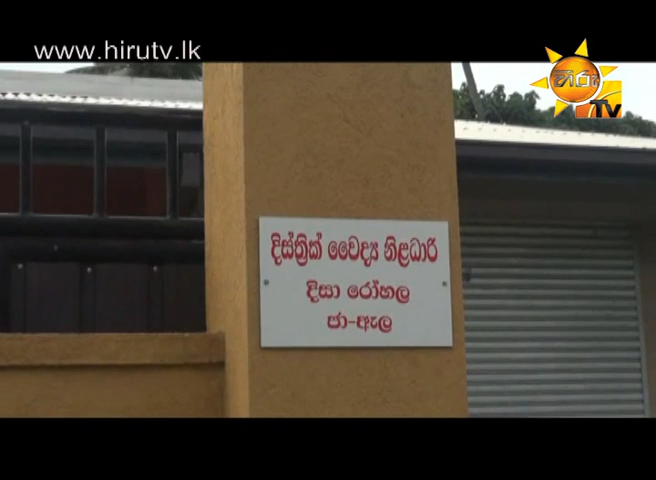 www.hirutv.lk
හිරු
TV
දිස්ත්‍රික් වෛද්‍ය නිළධාරි
දිසා රෝහල
ජා-ඇල